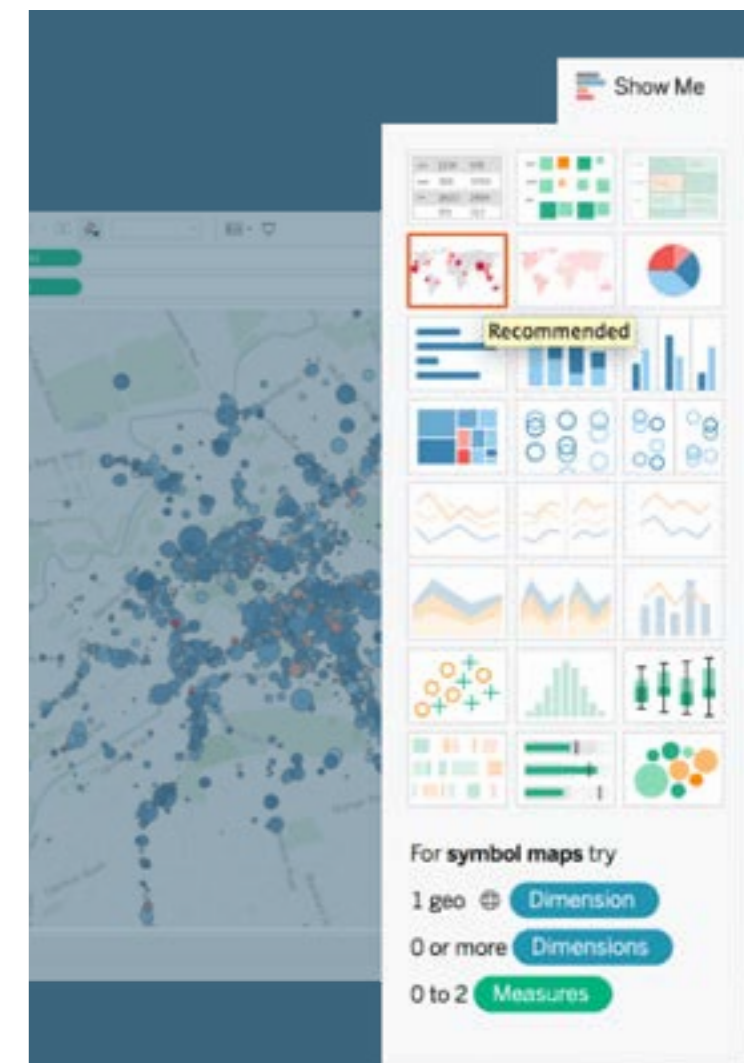 Show Me
Recommended
For symbol maps try
1 geo Dimension
0 or more Dimensions
0 to 2 Measures